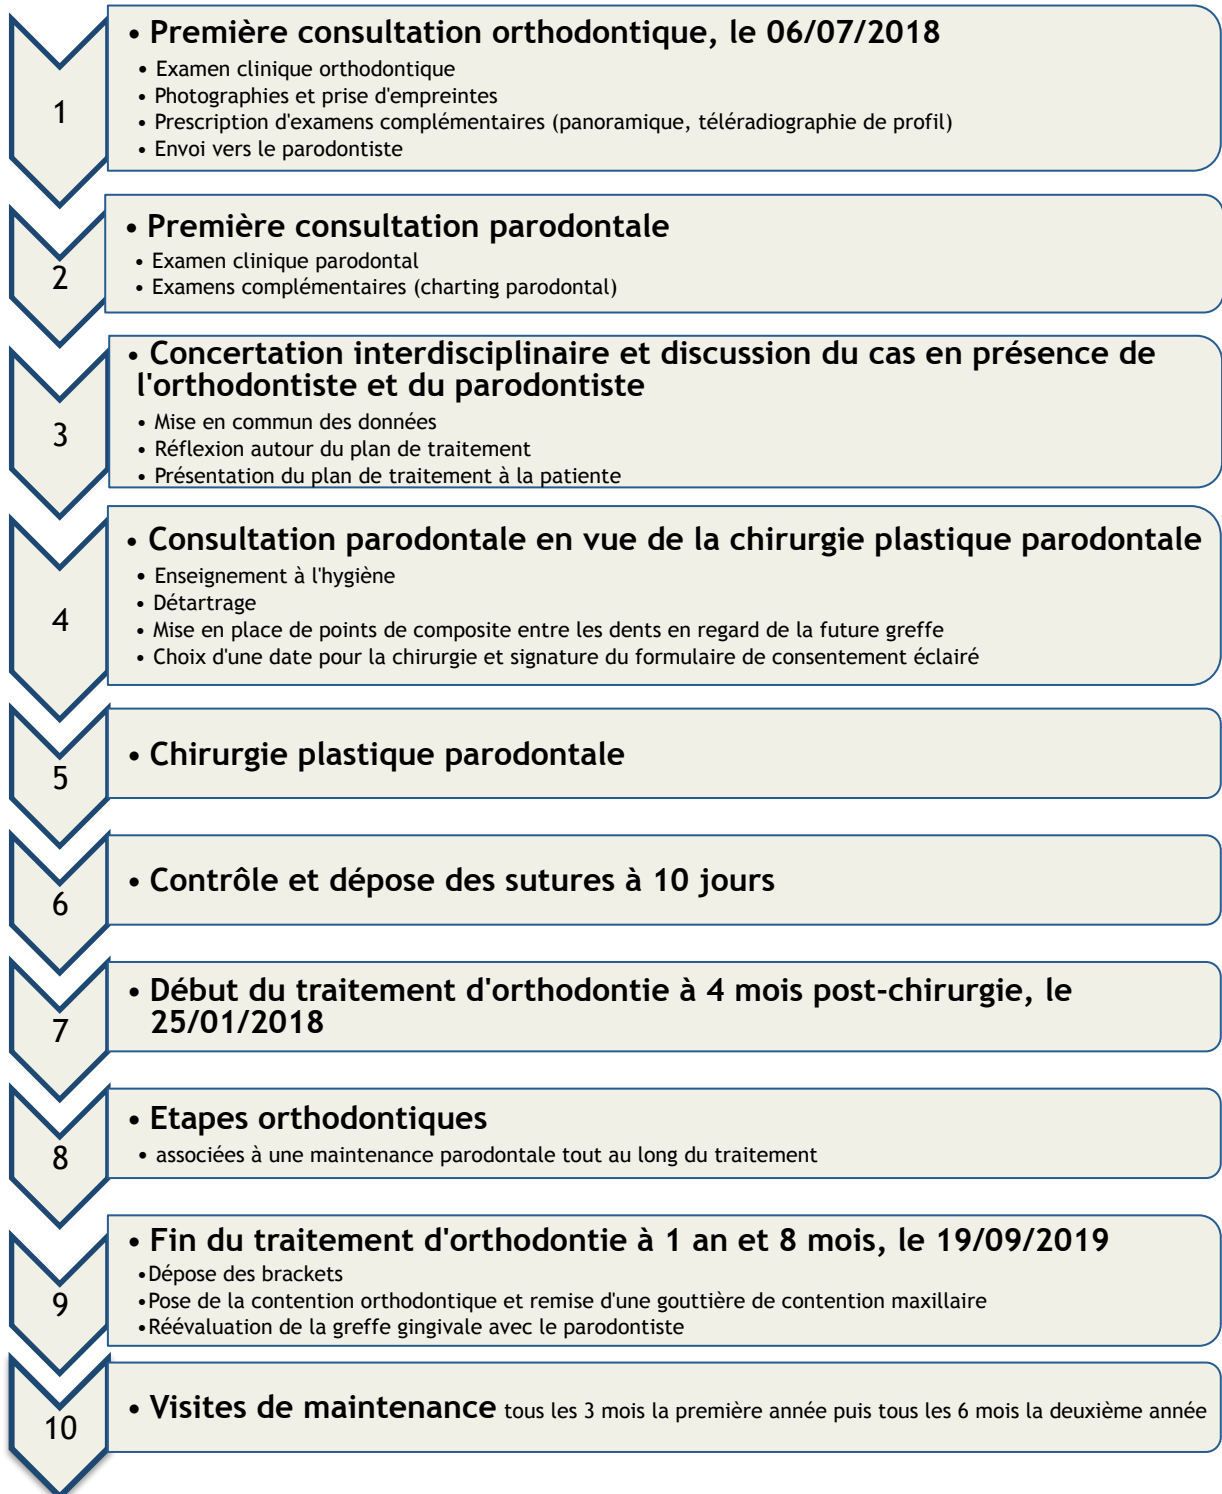 1
• Première consultation orthodontique, le 06/07/2018
• Examen clinique orthodontique
• Photographies et prise d'empreintes
• Prescription d'examens complémentaires (panoramique, téléradiographie de profil)
• Envoi vers le parodontiste
2
• Première consultation parodontale
• Examen clinique parodontal
• Examens complémentaires (charting parodontal)
3
• Concertation interdisciplinaire et discussion du cas en présence de
l'orthodontiste et du parodontiste
• Mise en commun des données
• Réflexion autour du plan de traitement
• Présentation du plan de traitement à la patiente
4
• Consultation parodontale en vue de la chirurgie plastique parodontale
• Enseignement à l'hygiène
• Détartrage
• Mise en place de points de composite entre les dents en regard de la future greffe
• Choix d'une date pour la chirurgie et signature du formulaire de consentement éclairé
5
• Chirurgie plastique parodontale
6
• Contrôle et dépose des sutures à 10 jours
7
• Début du traitement d'orthodontie à 4 mois post-chirurgie, le
25/01/2018
8
• Etapes orthodontiques
• associées à une maintenance parodontale tout au long du traitement
9
• Fin du traitement d'orthodontie à 1 an et 8 mois, le 19/09/2019
•Dépose des brackets
•Pose de la contention orthodontique et remise d'une gouttière de contention maxillaire
•Réévaluation de la greffe gingivale avec le parodontiste
10
• Visites de maintenance tous les 3 mois la première année puis tous les 6 mois la deuxième année